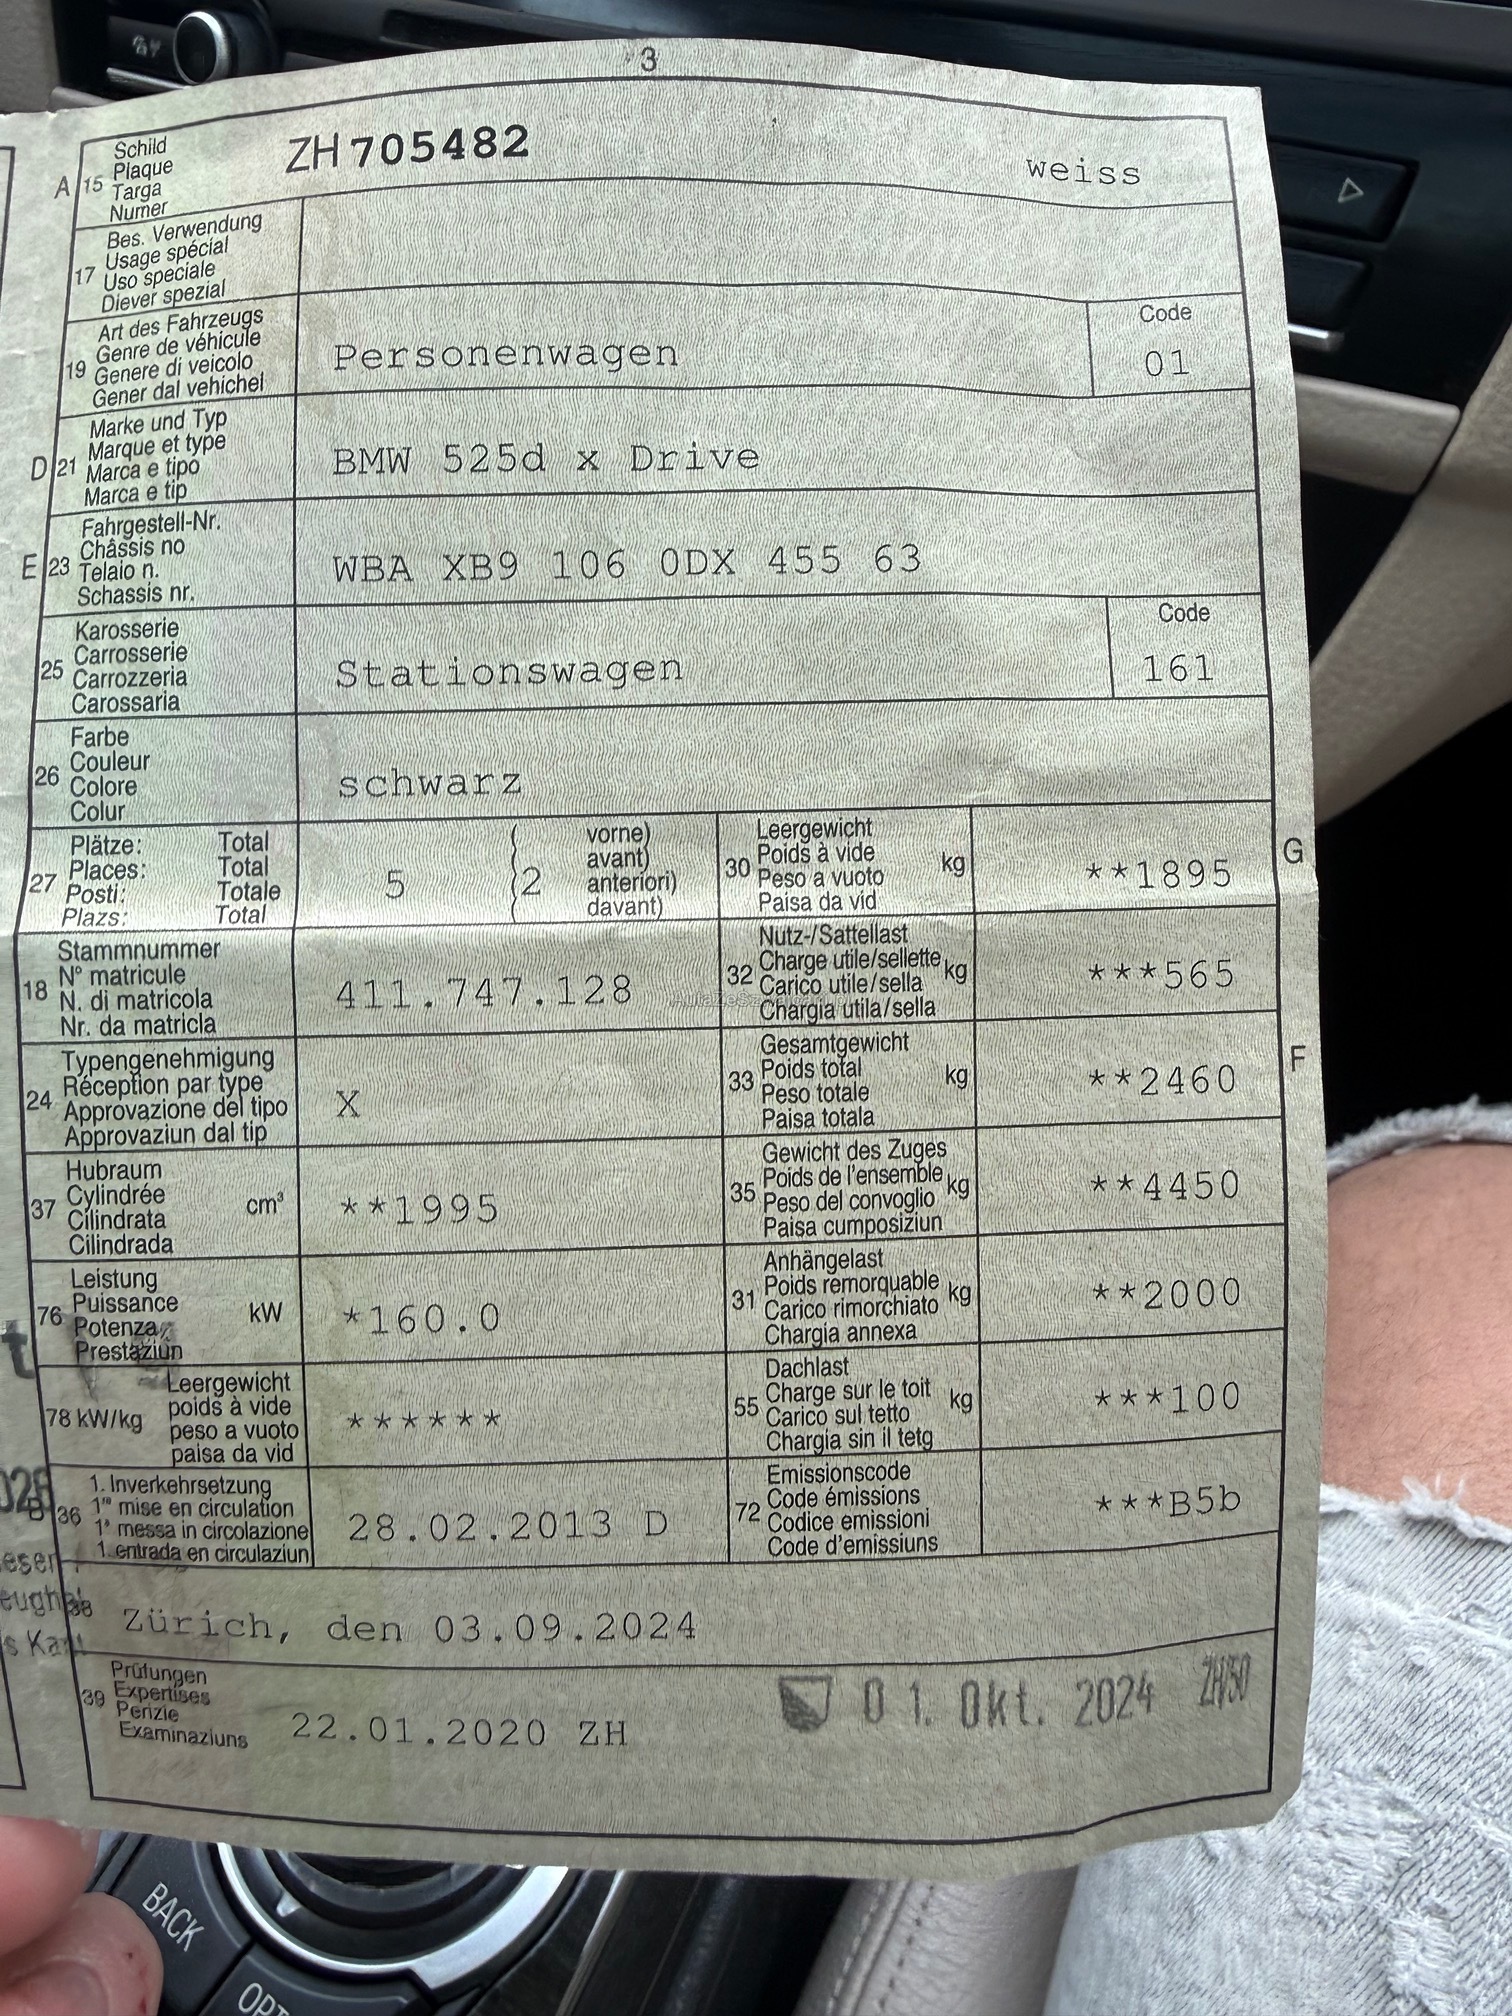 3
A 15 Schild
Plaque
Targa
Numer
ZH 705482 weiss
17 Bes. Verwendung
Usage spécial
Uso speciale
Diever spezial
19 Art des Fahrzeugs
Genre de véhicule
Genere di veicolo
Gener dal vehichel
Personenwagen
Code
01
D 21 Marke und Typ
Marque et type
Marca e tipo
Marca e tip
BMW 525d x Drive
E 23 Fahrgestell-Nr.
Châssis no
Telaio n.
Schassis nr.
WBA XB9 106 0DX 455 63
25 Karosserie
Carrosserie
Carrozzeria
Carossaria
Stationswagen
Code
161
26 Farbe
Couleur
Colore
Colur
schwarz
27 Plätze: Total
Places: Total
Posti: Totale
Plazs: Total
5 (2 vorne)
avant)
anteriori)
davant)
30 Leergewicht
Poids à vide kg
Peso a vuoto
Paisa da vid
**1895
G
18 Stammnummer
N° matricule
N. di matricola
Nr. da matricla
411.747.128
32 Nutz-/Sattellast
Charge utile/sellette kg
Carico utile/sella
Chargia utila/sella
***565
24 Typengenehmigung
Réception par type
Approvazione del tipo
Approvaziun dal tip
X
33 Gesamtgewicht
Poids total kg
Peso totale
Paisa totala
**2460
F
37 Hubraum
Cylindrée cm³
Cilindrata
Cilindrada
**1995
35 Gewicht des Zuges
Poids de l'ensemble kg
Peso del convoglio
Paisa cumposiziun
**4450
76 Leistung
Puissance kW
Potenza
Prestaziun
*160.0
31 Anhängelast
Poids remorquable kg
Carico rimorchiato
Chargia annexa
**2000
78 kW/kg Leergewicht
poids à vide
peso a vuoto
paisa da vid
******
55 Dachlast
Charge sur le toit kg
Carico sul tetto
Chargia sin il tetg
***100
B 36 1. Inverkehrsetzung
1re mise en circulation
1a messa in circolazione
1. entrada en circulaziun
28.02.2013 D
72 Emissionscode
Code émissions
Codice emissioni
Code d'emissiuns
***B5b
38 Zürich, den 03.09.2024
39 Prüfungen
Expertises
Perizie
Examinaziuns
22.01.2020 ZH
01. Okt. 2024 ZH/50
BACK